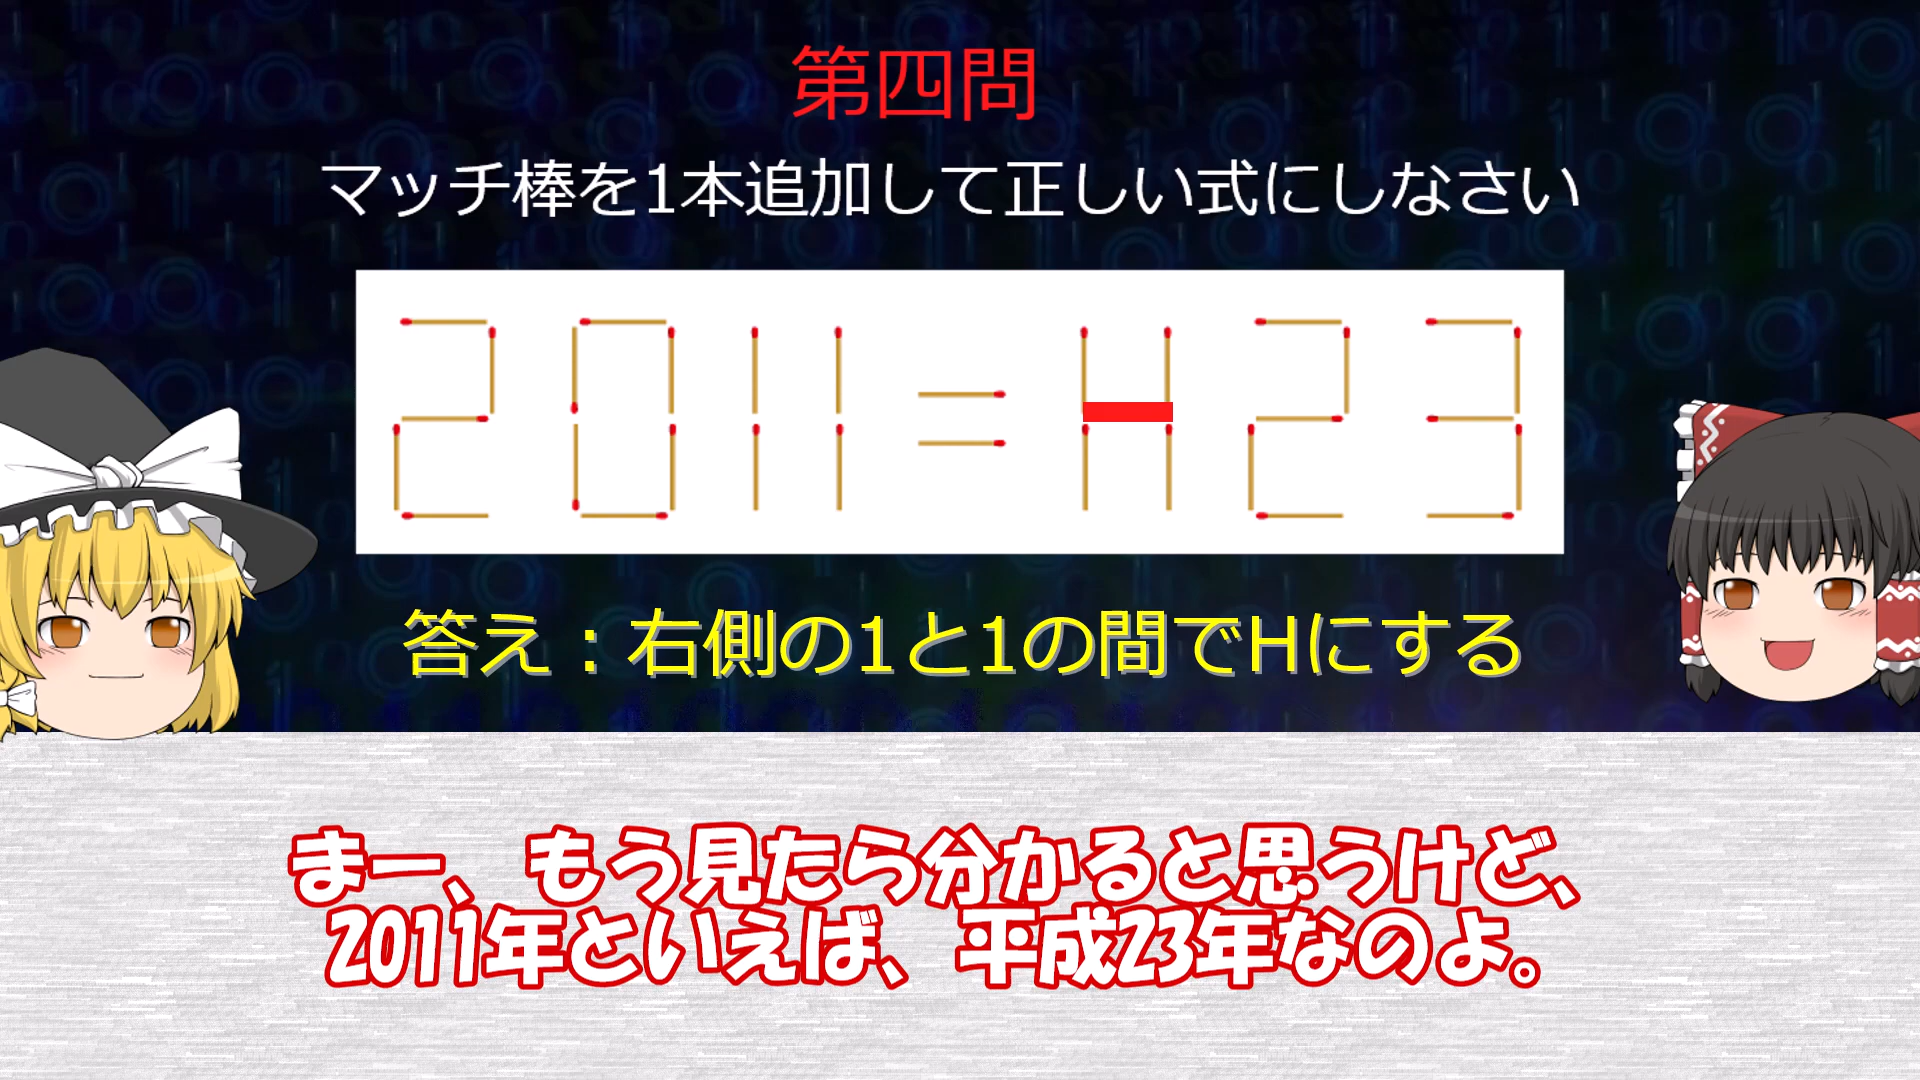 第四問
マッチ棒を1本追加して正しい式にしなさい
2011=H23
答え：右側の1と1の間でHにする
まー、もう見たら分かると思うけど、
2011年といえば、平成23年なのよ。